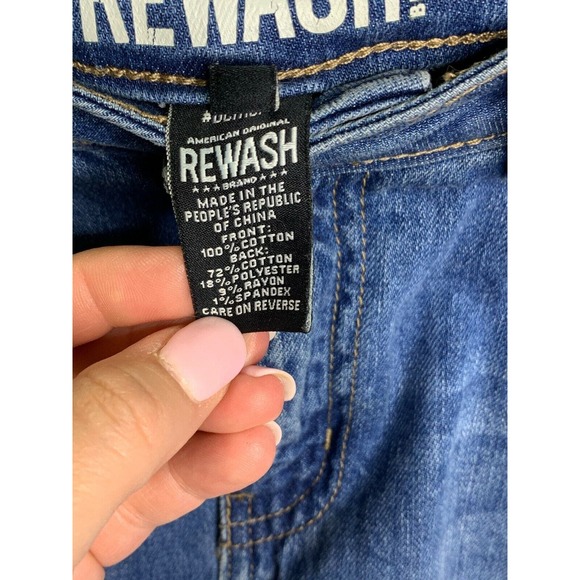 REWASH.
AMERICAN ORIGINAL
REWASH
BRAND
MADE IN THE
PEOPLE'S REPUBLIC
OF CHINA
FRONT:
100% COTTON
BACK:
72% COTTON
18% POLYESTER
9% RAYON
1% SPANDEX
CARE ON REVERSE